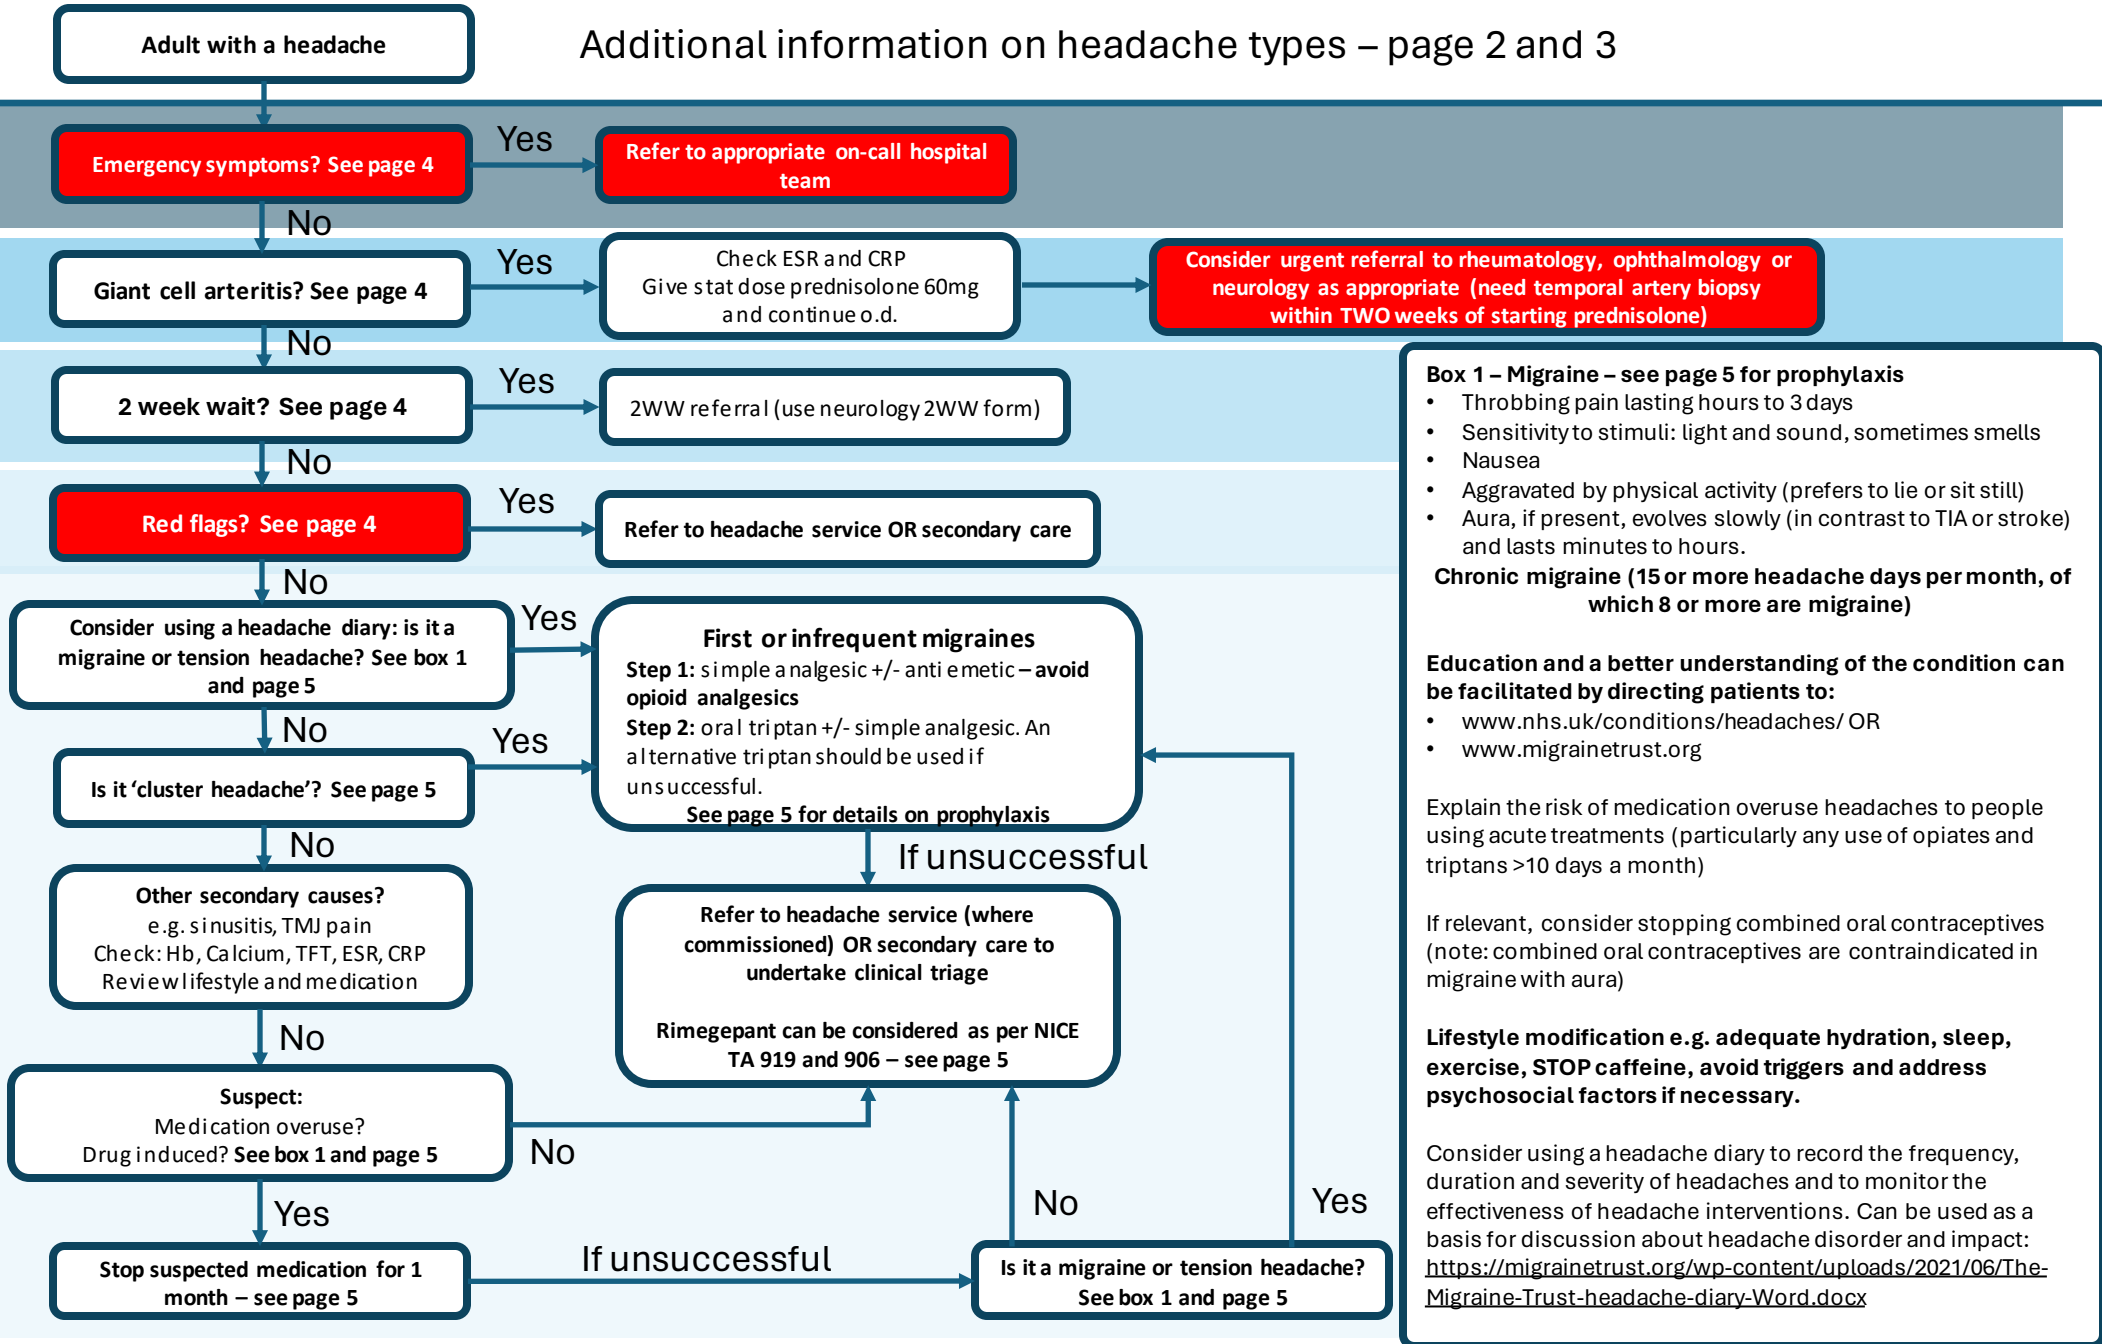 Adult with a headache
Additional information on headache types – page 2 and 3
Emergency symptoms? See page 4
Yes
Refer to appropriate on-call hospital
team
No
Giant cell arteritis? See page 4
Yes
Check ESR and CRP
Give stat dose prednisolone 60mg
and continue o.d.
Consider urgent referral to rheumatology, ophthalmology or
neurology as appropriate (need temporal artery biopsy
within TWO weeks of starting prednisolone)
No
2 week wait? See page 4
Yes
2WW referral (use neurology 2WW form)
No
Red flags? See page 4
Yes
Refer to headache service OR secondary care
No
Consider using a headache diary: is it a
migraine or tension headache? See box 1
and page 5
Yes
First or infrequent migraines
Step 1: simple analgesic +/- anti emetic – avoid
opioid analgesics
Step 2: oral triptan +/- simple analgesic. An
alternative triptan should be used if
unsuccessful.
See page 5 for details on prophylaxis
No
Is it ‘cluster headache’? See page 5
Yes
No
If unsuccessful
Other secondary causes?
e.g. sinusitis, TMJ pain
Check: Hb, Calcium, TFT, ESR, CRP
Review lifestyle and medication
Refer to headache service (where
commissioned) OR secondary care to
undertake clinical triage
Rimegepant can be considered as per NICE
TA 919 and 906 – see page 5
No
Suspect:
Medication overuse?
Drug induced? See box 1 and page 5
No
Yes
Stop suspected medication for 1
month – see page 5
If unsuccessful
Is it a migraine or tension headache?
See box 1 and page 5
No
Yes
Box 1 – Migraine – see page 5 for prophylaxis
• Throbbing pain lasting hours to 3 days
• Sensitivity to stimuli: light and sound, sometimes smells
• Nausea
• Aggravated by physical activity (prefers to lie or sit still)
• Aura, if present, evolves slowly (in contrast to TIA or stroke)
and lasts minutes to hours.
Chronic migraine (15 or more headache days per month, of
which 8 or more are migraine)
Education and a better understanding of the condition can
be facilitated by directing patients to:
• www.nhs.uk/conditions/headaches/ OR
• www.migrainetrust.org
Explain the risk of medication overuse headaches to people
using acute treatments (particularly any use of opiates and
triptans >10 days a month)
If relevant, consider stopping combined oral contraceptives
(note: combined oral contraceptives are contraindicated in
migraine with aura)
Lifestyle modification e.g. adequate hydration, sleep,
exercise, STOP caffeine, avoid triggers and address
psychosocial factors if necessary.
Consider using a headache diary to record the frequency,
duration and severity of headaches and to monitor the
effectiveness of headache interventions. Can be used as a
basis for discussion about headache disorder and impact:
https://migrainetrust.org/wp-content/uploads/2021/06/The-
Migraine-Trust-headache-diary-Word.docx